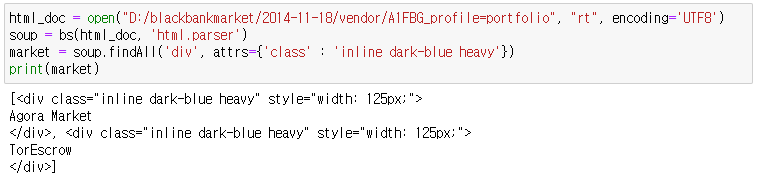 html_doc = open("D:/blackbankmarket/2014-11-18/vendor/A1FBG_profile=portfolio", "rt", encoding='UTF8')
soup = bs(html_doc, 'html.parser')
market = soup.findAll('div', attrs={'class' : 'inline dark-blue heavy'})
print(market)
[<div class="inline dark-blue heavy" style="width: 125px;">
Agora Market
</div>, <div class="inline dark-blue heavy" style="width: 125px;">
TorEscrow
</div>]